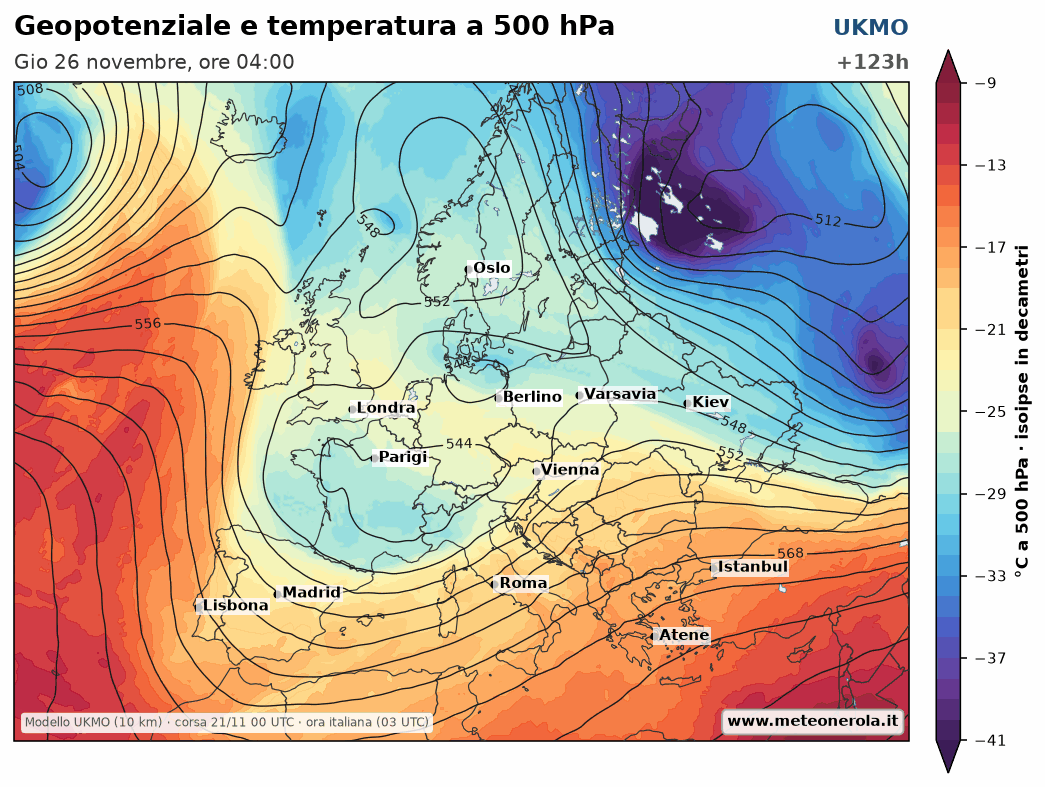 Geopotenziale e temperatura a 500 hPa
UKMO
Gio 26 novembre, ore 04:00
+123h
508
504
548
512
552
556
Oslo
544
Berlino
Varsavia
Kiev
Londra
548
544
552
Parigi
Vienna
568
Istanbul
Roma
Madrid
Lisbona
Atene
Modello UKMO (10 km) · corsa 21/11 00 UTC · ora italiana (03 UTC)
www.meteonerola.it
−9
−13
−17
−21
−25
−29
−33
−37
−41
°C a 500 hPa · isoipse in decametri